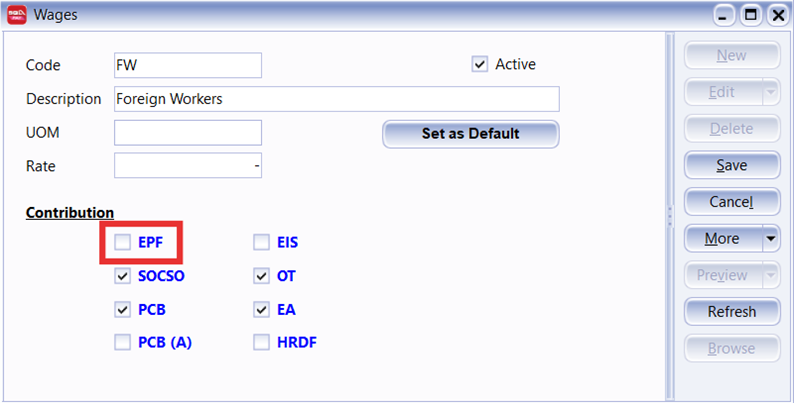 Wages
Code FW Active
Description Foreign Workers
UOM Set as Default
Rate -
Contribution
EPF EIS
SOCSO OT
PCB EA
PCB (A) HRDF
New
Edit
Delete
Save
Cancel
More
Preview
Refresh
Browse